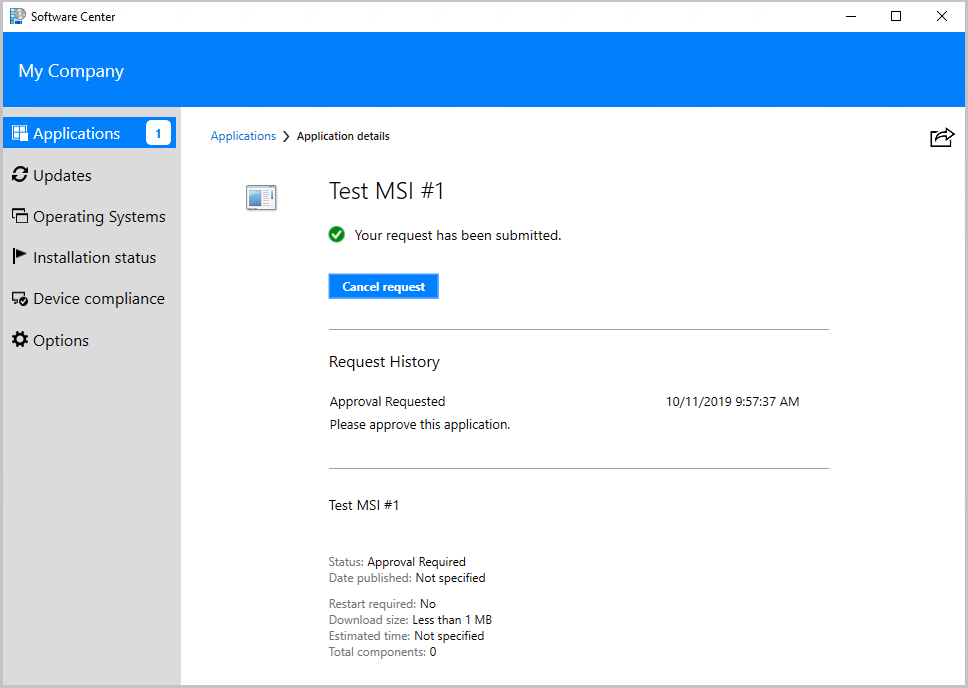 Software Center
My Company
Applications 1
Updates
Operating Systems
Installation status
Device compliance
Options
Applications > Application details
Test MSI #1
Your request has been submitted.
Cancel request
Request History
Approval Requested 10/11/2019 9:57:37 AM
Please approve this application.
Test MSI #1
Status: Approval Required
Date published: Not specified
Restart required: No
Download size: Less than 1 MB
Estimated time: Not specified
Total components: 0